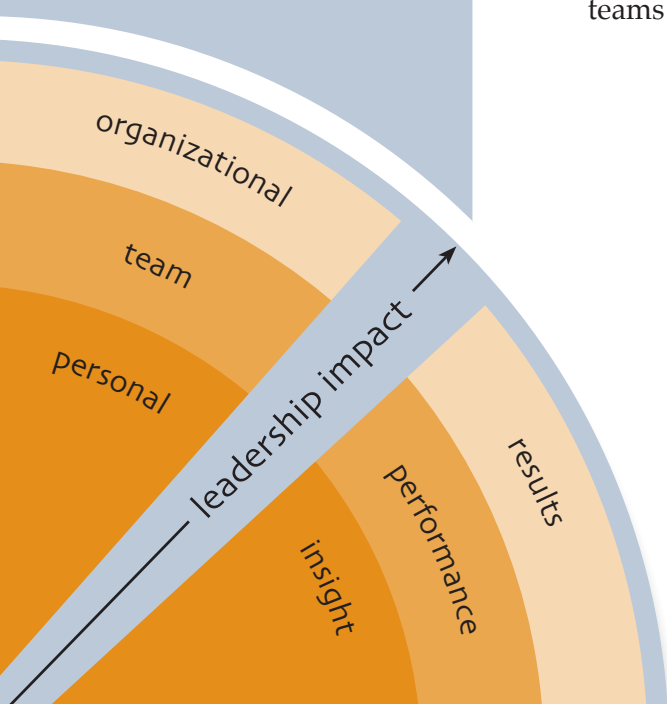 teams
organizational
team
personal
leadership impact
results
performance
insight